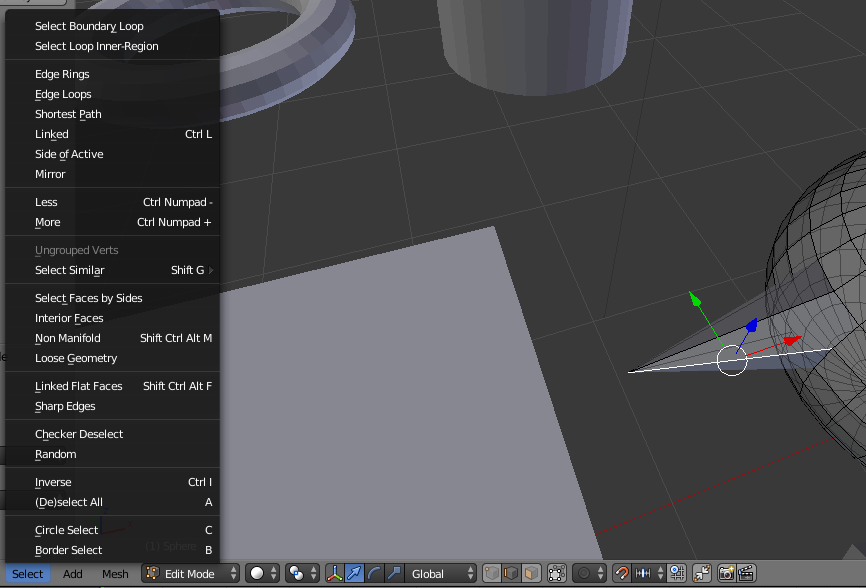 Select Boundary Loop
Select Loop Inner-Region
Edge Rings
Edge Loops
Shortest Path
Linked Ctrl L
Side of Active
Mirror
Less Ctrl Numpad -
More Ctrl Numpad +
Ungrouped Verts
Select Similar Shift G
Select Faces by Sides
Interior Faces
Non Manifold Shift Ctrl Alt M
Loose Geometry
Linked Flat Faces Shift Ctrl Alt F
Sharp Edges
Checker Deselect
Random
Inverse Ctrl I
(De)select All A
Circle Select C
(1) Sphere
Border Select B
Select Add Mesh Edit Mode Global